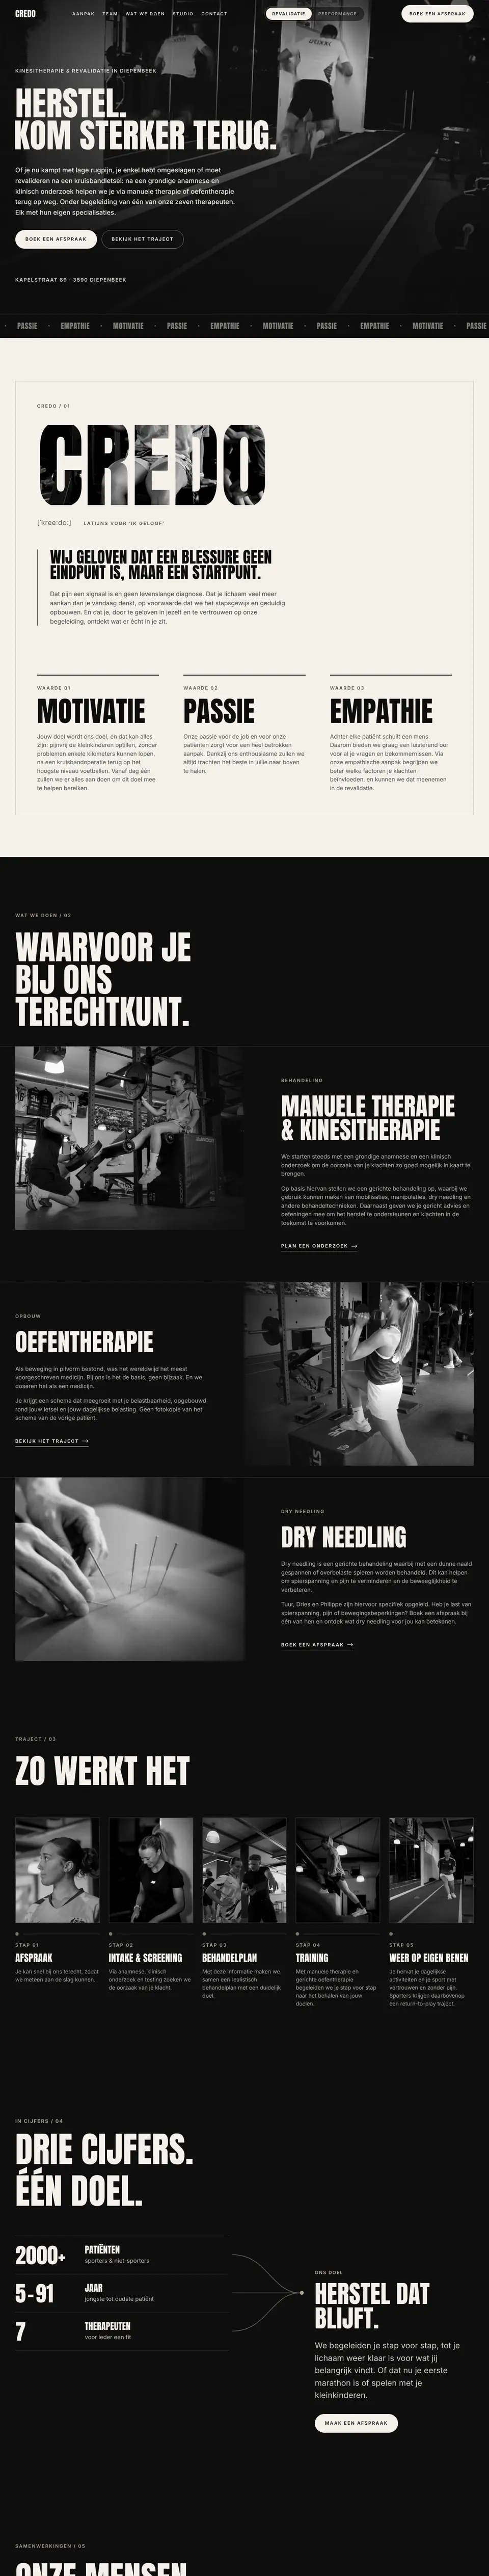 CREDO
AANPAK TEAM WAT WE DOEN STUDIO CONTACT
REVALIDATIE PERFORMANCE
BOEK EEN AFSPRAAK
KINESITHERAPIE & REVALIDATIE IN DIEPENBEEK
HERSTEL.
KOM STERKER TERUG.
Of je nu kampt met lage rugpijn, je enkel hebt omgeslagen of moet
revalideren na een kruisbandletsel: na een grondige anamnese en
klinisch onderzoek helpen we je via manuele therapie of oefentherapie
terug op weg. Onder begeleiding van één van onze zeven therapeuten.
Elk met hun eigen specialisaties.
BOEK EEN AFSPRAAK
BEKIJK HET TRAJECT
KAPELSTRAAT 89 · 3590 DIEPENBEEK
• PASSIE • EMPATHIE • MOTIVATIE • PASSIE • EMPATHIE • MOTIVATIE • PASSIE • EMPATHIE • MOTIVATIE • PASSIE
CREDO / 01
CREDO
[ˈkreːdoː] LATIJNS VOOR 'IK GELOOF'
WIJ GELOVEN DAT EEN BLESSURE GEEN
EINDPUNT IS, MAAR EEN STARTPUNT.
Dat pijn een signaal is en geen levenslange diagnose. Dat je lichaam veel meer
aankan dan je vandaag denkt, op voorwaarde dat we het stapsgewijs en geduldig
opbouwen. En dat je, door te geloven in jezelf en te vertrouwen op onze
begeleiding, ontdekt wat er écht in je zit.
WAARDE 01
MOTIVATIE
Jouw doel wordt ons doel, en dat kan alles
zijn: pijnvrij de kleinkinderen optillen, zonder
problemen enkele kilometers kunnen lopen,
na een kruisbandoperatie terug op het
hoogste niveau voetballen. Vanaf dag één
zullen we er alles aan doen om dit doel mee
te helpen bereiken.
WAARDE 02
PASSIE
Onze passie voor de job en voor onze
patiënten zorgt voor een heel betrokken
aanpak. Dankzij ons enthousiasme zullen we
altijd trachten het beste in jullie naar boven
te halen.
WAARDE 03
EMPATHIE
Achter elke patiënt schuilt een mens.
Daarom bieden we graag een luisterend oor
voor al je vragen en bekommernissen. Via
onze empathische aanpak begrijpen we
beter welke factoren je klachten
beïnvloeden, en kunnen we dat meenemen
in de revalidatie.
WAT WE DOEN / 02
WAARVOOR JE
BIJ ONS
TERECHTKUNT.
BEHANDELING
MANUELE THERAPIE
& KINESITHERAPIE
We starten steeds met een grondige anamnese en een klinisch
onderzoek om de oorzaak van je klachten zo goed mogelijk in kaart te
brengen.
Op basis hiervan stellen we een gerichte behandeling op, waarbij we
gebruik kunnen maken van mobilisaties, manipulaties, dry needling en
andere behandeltechnieken. Daarnaast geven we je gericht advies en
oefeningen mee om het herstel te ondersteunen en klachten in de
toekomst te voorkomen.
PLAN EEN ONDERZOEK →
OPBOUW
OEFENTHERAPIE
Als beweging in pilvorm bestond, was het wereldwijd het meest
voorgeschreven medicijn. Bij ons is het de basis, geen bijzaak. En we
doseren het als een medicijn.
Je krijgt een schema dat meegroeit met je belastbaarheid, opgebouwd
rond jouw letsel en jouw dagelijkse belasting. Geen fotokopie van het
schema van de vorige patiënt.
BEKIJK HET TRAJECT →
DRY NEEDLING
DRY NEEDLING
Dry needling is een gerichte behandeling waarbij met een dunne naald
gespannen of overbelaste spieren worden behandeld. Dit kan helpen
om spierspanning en pijn te verminderen en de beweeglijkheid te
verbeteren.
Tuur, Dries en Philippe zijn hiervoor specifiek opgeleid. Heb je last van
spierspanning, pijn of bewegingsbeperkingen? Boek een afspraak bij
één van hen en ontdek wat dry needling voor jou kan betekenen.
BOEK EEN AFSPRAAK →
TRAJECT / 03
ZO WERKT HET
STAP 01
AFSPRAAK
Je kan snel bij ons terecht, zodat
we meteen aan de slag kunnen.
STAP 02
INTAKE & SCREENING
Via anamnese, klinisch
onderzoek en testing zoeken we
de oorzaak van je klacht.
STAP 03
BEHANDELPLAN
Met deze informatie maken we
samen een realistisch
behandelplan met een duidelijk
doel.
STAP 04
TRAINING
Met manuele therapie en
gerichte oefentherapie
begeleiden we je stap voor stap
naar het behalen van jouw
doelen.
STAP 05
WEER OP EIGEN BENEN
Je hervat je dagelijkse
activiteiten en je sport met
vertrouwen en zonder pijn.
Sporters krijgen daarbovenop
een return-to-play traject.
IN CIJFERS / 04
DRIE CIJFERS.
ÉÉN DOEL.
2000+
PATIËNTEN
sporters & niet-sporters
5-91
JAAR
jongste tot oudste patiënt
7
THERAPEUTEN
voor ieder een fit
ONS DOEL
HERSTEL DAT
BLIJFT.
We begeleiden je stap voor stap, tot je
lichaam weer klaar is voor wat jij
belangrijk vindt. Of dat nu je eerste
marathon is of spelen met je
kleinkinderen.
MAAK EEN AFSPRAAK
SAMENWERKINGEN / 05
ONZE MENSEN